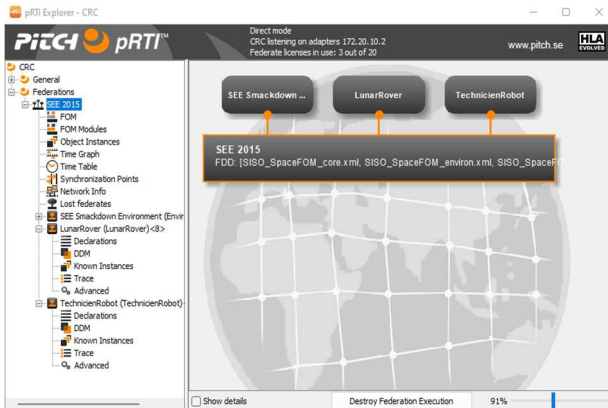 pRTI Explorer - CRC
PITCH pRTI™
Direct mode
CRC listening on adapters 172.20.10.2
Federate licenses in use: 3 out of 20
www.pitch.se
HLA
EVOLVED
CRC
General
Federations
SEE 2015
FOM
FOM Modules
Object Instances
Time Graph
Time Table
Synchronization Points
Network Info
Lost federates
SEE Smackdown Environment (Envir
LunarRover (LunarRover)<8>
Declarations
DDM
Known Instances
Trace
Advanced
TechnicienRobot (TechnicienRobot)
Declarations
DDM
Known Instances
Trace
Advanced
SEE Smackdown ...
LunarRover
TechnicienRobot
SEE 2015
FDD: [SISO_SpaceFOM_core.xml, SISO_SpaceFOM_environ.xml, SISO_SpaceFO
Show details
Destroy Federation Execution
91%